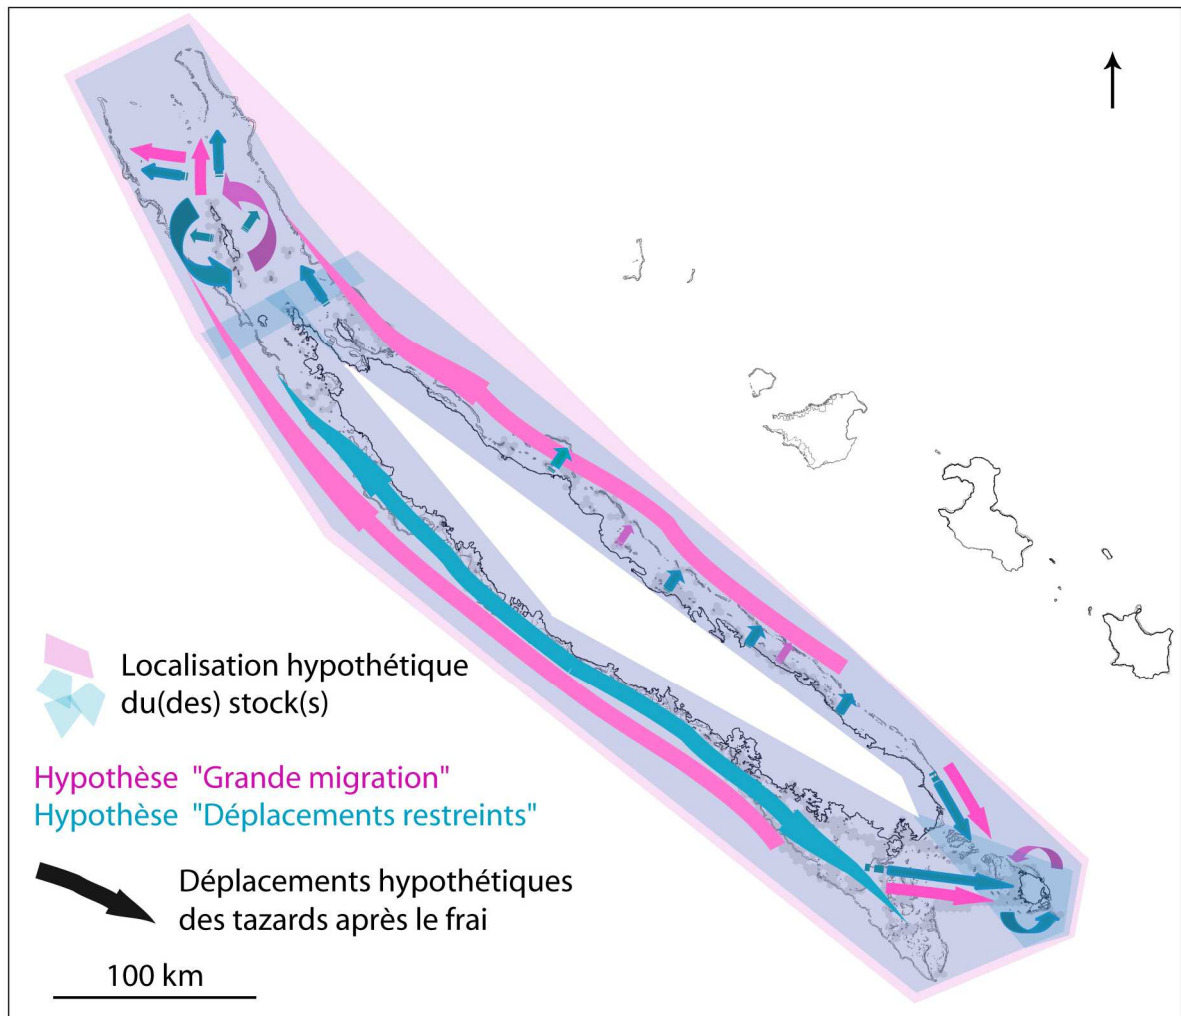 Localisation hypothétique
du(des) stock(s)
Hypothèse "Grande migration"
Hypothèse "Déplacements restreints"
Déplacements hypothétiques
des tazards après le frai
100 km